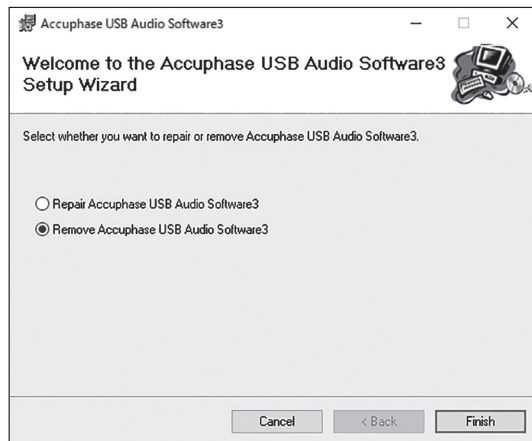 Accuphase USB Audio Software3
Welcome to the Accuphase USB Audio Software3
Setup Wizard
Select whether you want to repair or remove Accuphase USB Audio Software3.
Repair Accuphase USB Audio Software3
Remove Accuphase USB Audio Software3
Cancel
< Back
Finish